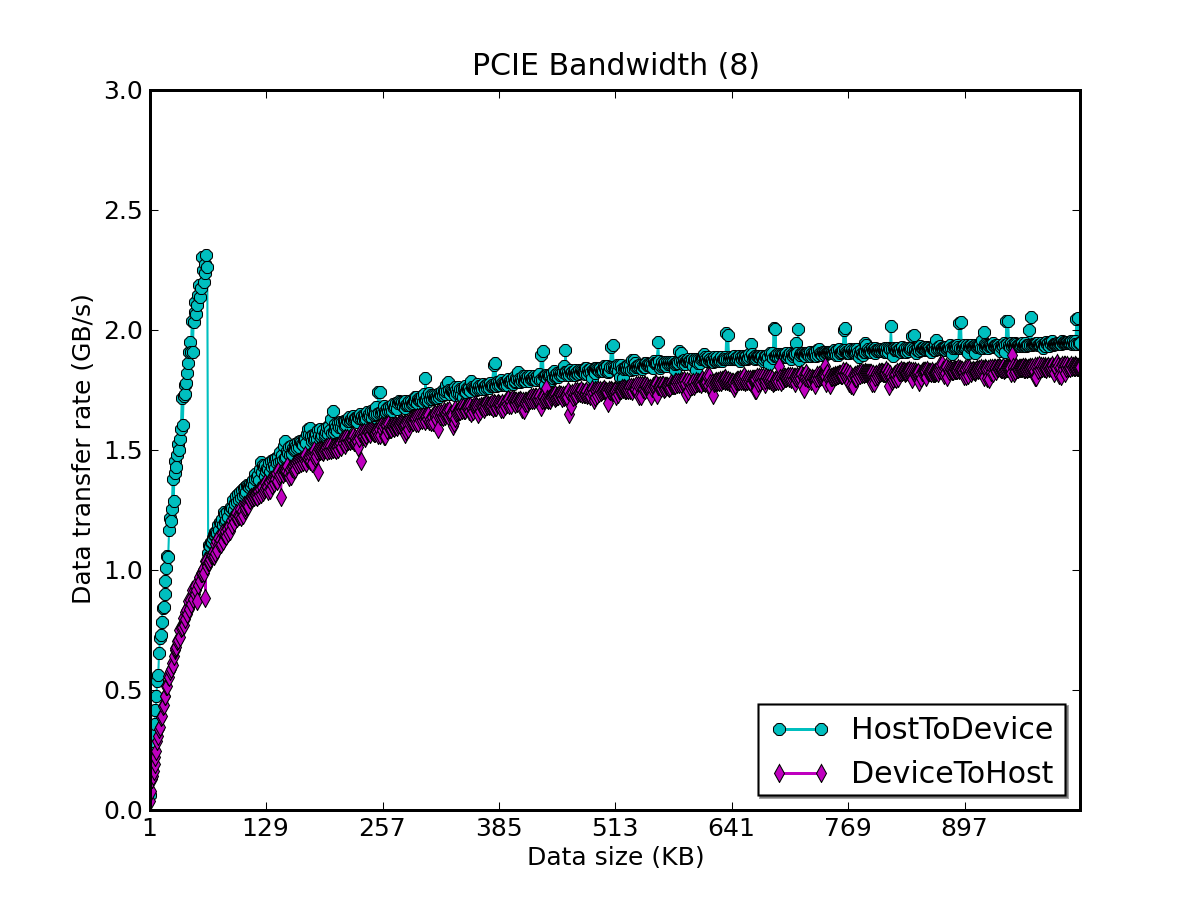 PCIE Bandwidth (8)
3.0
2.5
2.0
1.5
1.0
0.5
0.0
Data transfer rate (GB/s)
HostToDevice
DeviceToHost
1 129 257 385 513 641 769 897
Data size (KB)